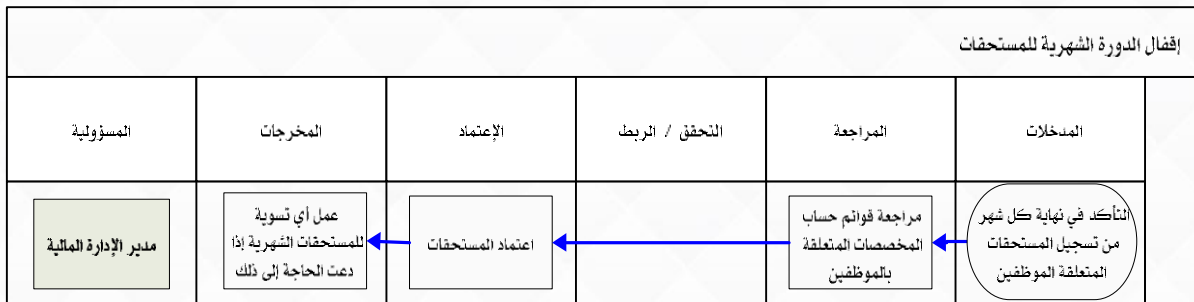 إقفال الدورة الشهرية للمستحقات
المدخلات
المراجعة
التحقق / الربط
الإعتماد
المخرجات
المسؤولية
التأكد في نهاية كل شهر
من تسجيل المستحقات
المتعلقة الموظفين
مراجعة قوائم حساب
المخصصات المتعلقة
بالموظفين
اعتماد المستحقات
عمل أي تسوية
للمستحقات الشهرية إذا
دعت الحاجة إلى ذلك
مدير الإدارة المالية